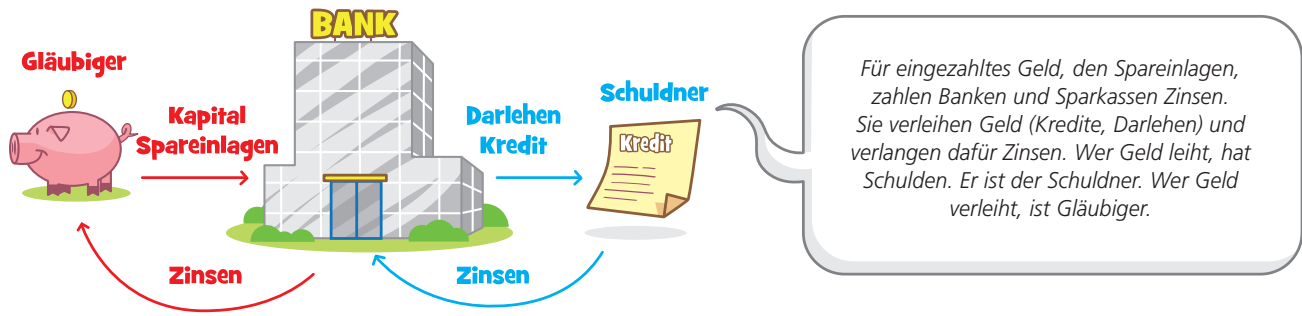 BANK
Gläubiger
Kapital
Spareinlagen
Darlehen
Kredit
Schuldner
Kredit
Zinsen
Zinsen
Für eingezahltes Geld, den Spareinlagen,
zahlen Banken und Sparkassen Zinsen.
Sie verleihen Geld (Kredite, Darlehen) und
verlangen dafür Zinsen. Wer Geld leiht, hat
Schulden. Er ist der Schuldner. Wer Geld
verleiht, ist Gläubiger.